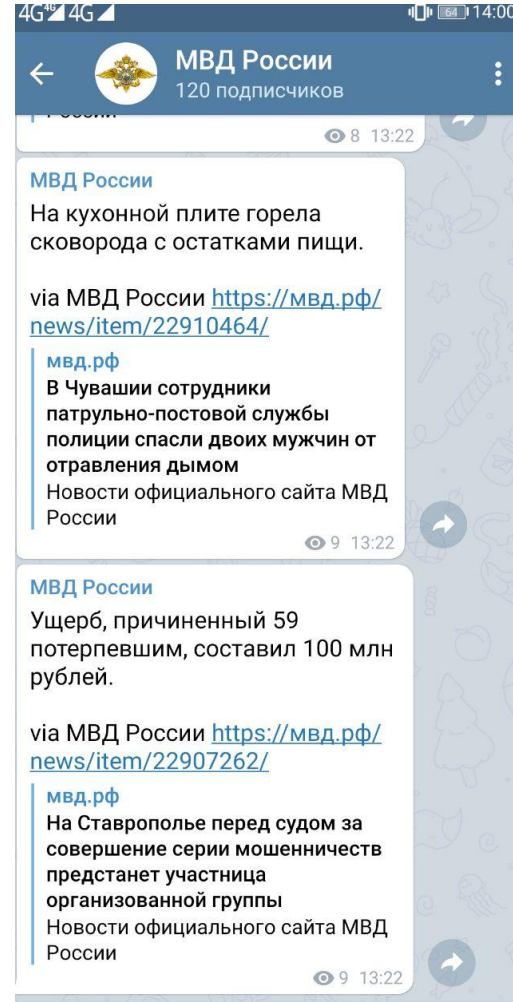 4G 4G 4G 64 14:00
МВД России
120 подписчиков
8 13:22
МВД России
На кухонной плите горела
сковорода с остатками пищи.
via МВД России https://мвд.рф/
news/item/22910464/
мвд.рф
В Чувашии сотрудники
патрульно-постовой службы
полиции спасли двоих мужчин от
отравления дымом
Новости официального сайта МВД
России
9 13:22
МВД России
Ущерб, причиненный 59
потерпевшим, составил 100 млн
рублей.
via МВД России https://мвд.рф/
news/item/22907262/
мвд.рф
На Ставрополье перед судом за
совершение серии мошенничеств
предстанет участница
организованной группы
Новости официального сайта МВД
России
9 13:22